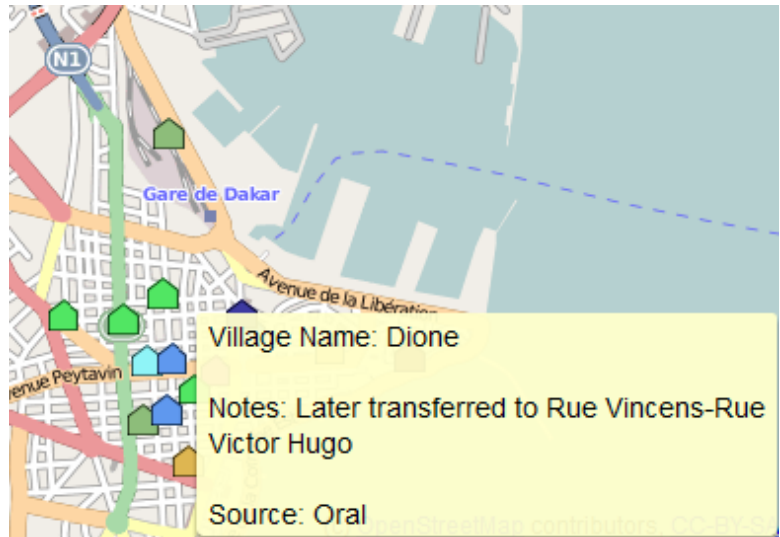 N1
Gare de Dakar
Avenue de la Libération
enue Peytavin
Village Name: Dione
Notes: Later transferred to Rue Vincens-Rue
Victor Hugo
Source: Oral
(c) OpenStreetMap contributors, CC-BY-SA